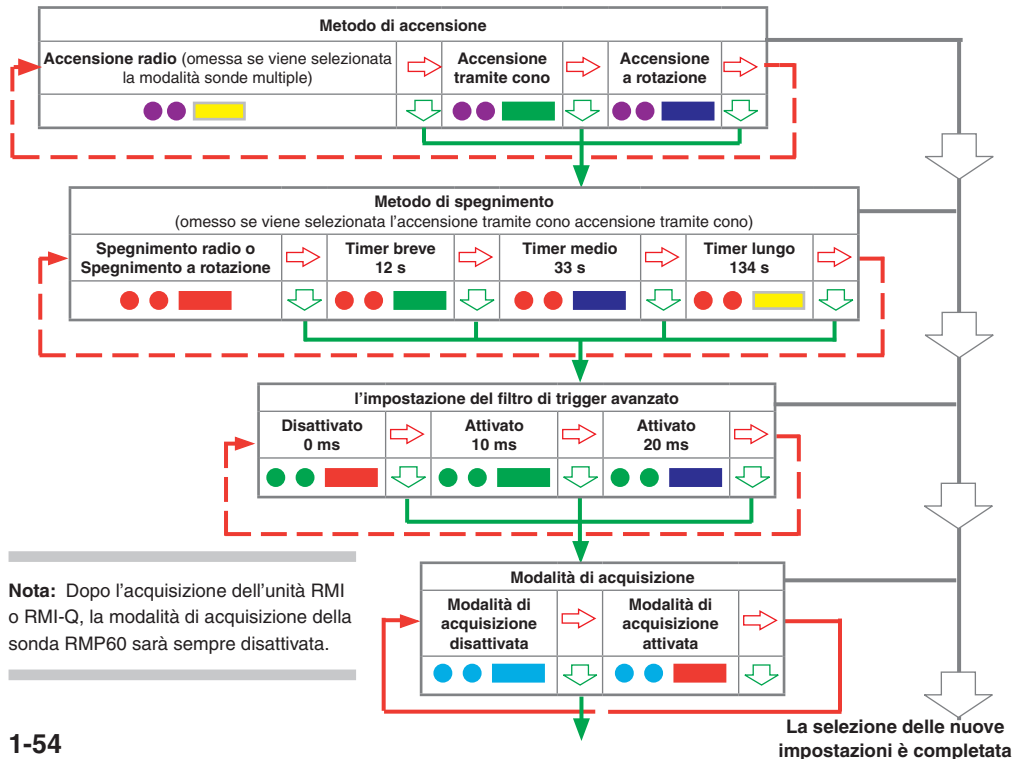 Metodo di accensione
Accensione radio (omessa se viene selezionata
la modalità sonde multiple)
Accensione
tramite cono
Accensione
a rotazione
Metodo di spegnimento
(omesso se viene selezionata l'accensione tramite cono accensione tramite cono)
Spegnimento radio o
Spegnimento a rotazione
Timer breve
12 s
Timer medio
33 s
Timer lungo
134 s
l'impostazione del filtro di trigger avanzato
Disattivato
0 ms
Attivato
10 ms
Attivato
20 ms
Nota: Dopo l'acquisizione dell'unità RMI
o RMI-Q, la modalità di acquisizione della
sonda RMP60 sarà sempre disattivata.
Modalità di acquisizione
Modalità di
acquisizione
disattivata
Modalità di
acquisizione
attivata
1-54
La selezione delle nuove
impostazioni è completata